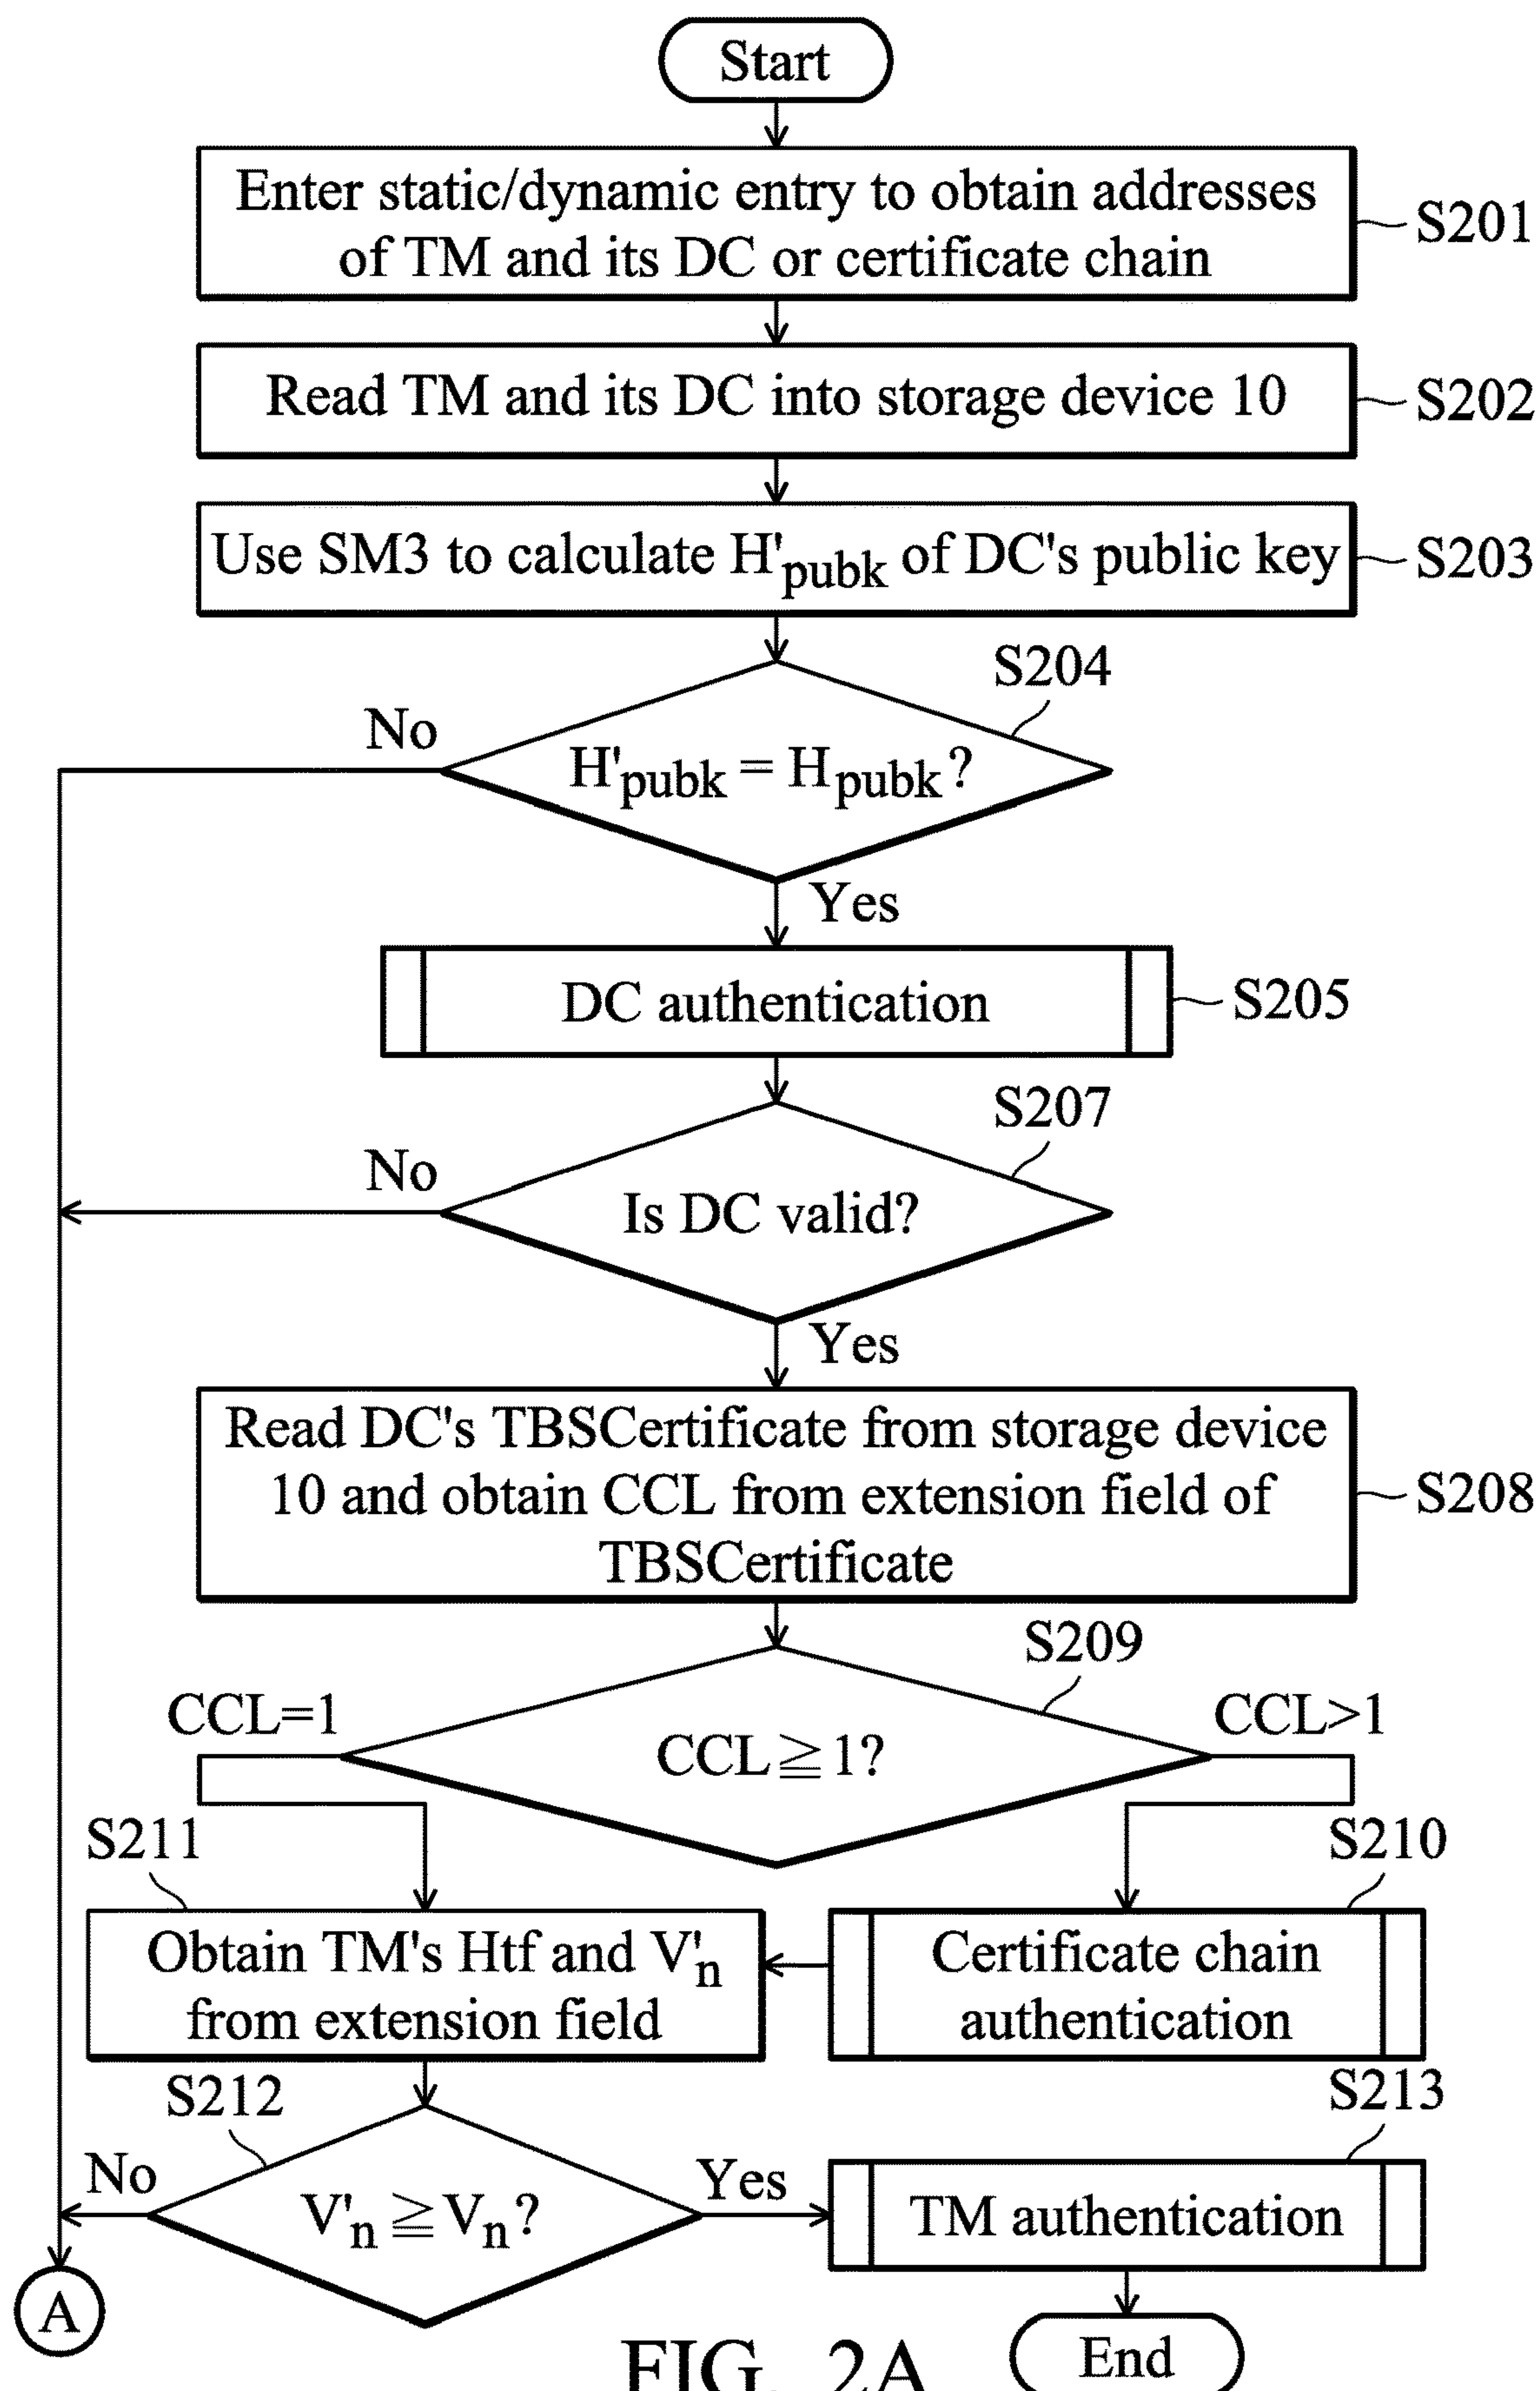 Start
Enter static/dynamic entry to obtain addresses
of TM and its DC or certificate chain
S201
Read TM and its DC into storage device 10
S202
Use SM3 to calculate H'pubk of DC's public key
S203
S204
No
H'pubk = Hpubk?
Yes
DC authentication
S205
S207
No
Is DC valid?
Yes
Read DC's TBSCertificate from storage device
10 and obtain CCL from extension field of
TBSCertificate
S208
S209
CCL=1
CCL≧1?
CCL>1
S211
S210
Obtain TM's Htf and V'n
from extension field
Certificate chain
authentication
S212
S213
No
V'n≧Vn?
Yes
TM authentication
A
End
FIG. 2A